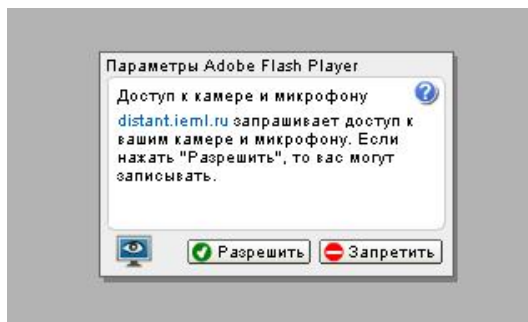 Параметры Adobe Flash Player
Доступ к камере и микрофону
distant.ieml.ru запрашивает доступ к
вашим камере и микрофону. Если
нажать "Разрешить", то вас могут
записывать.
Разрешить Запретить